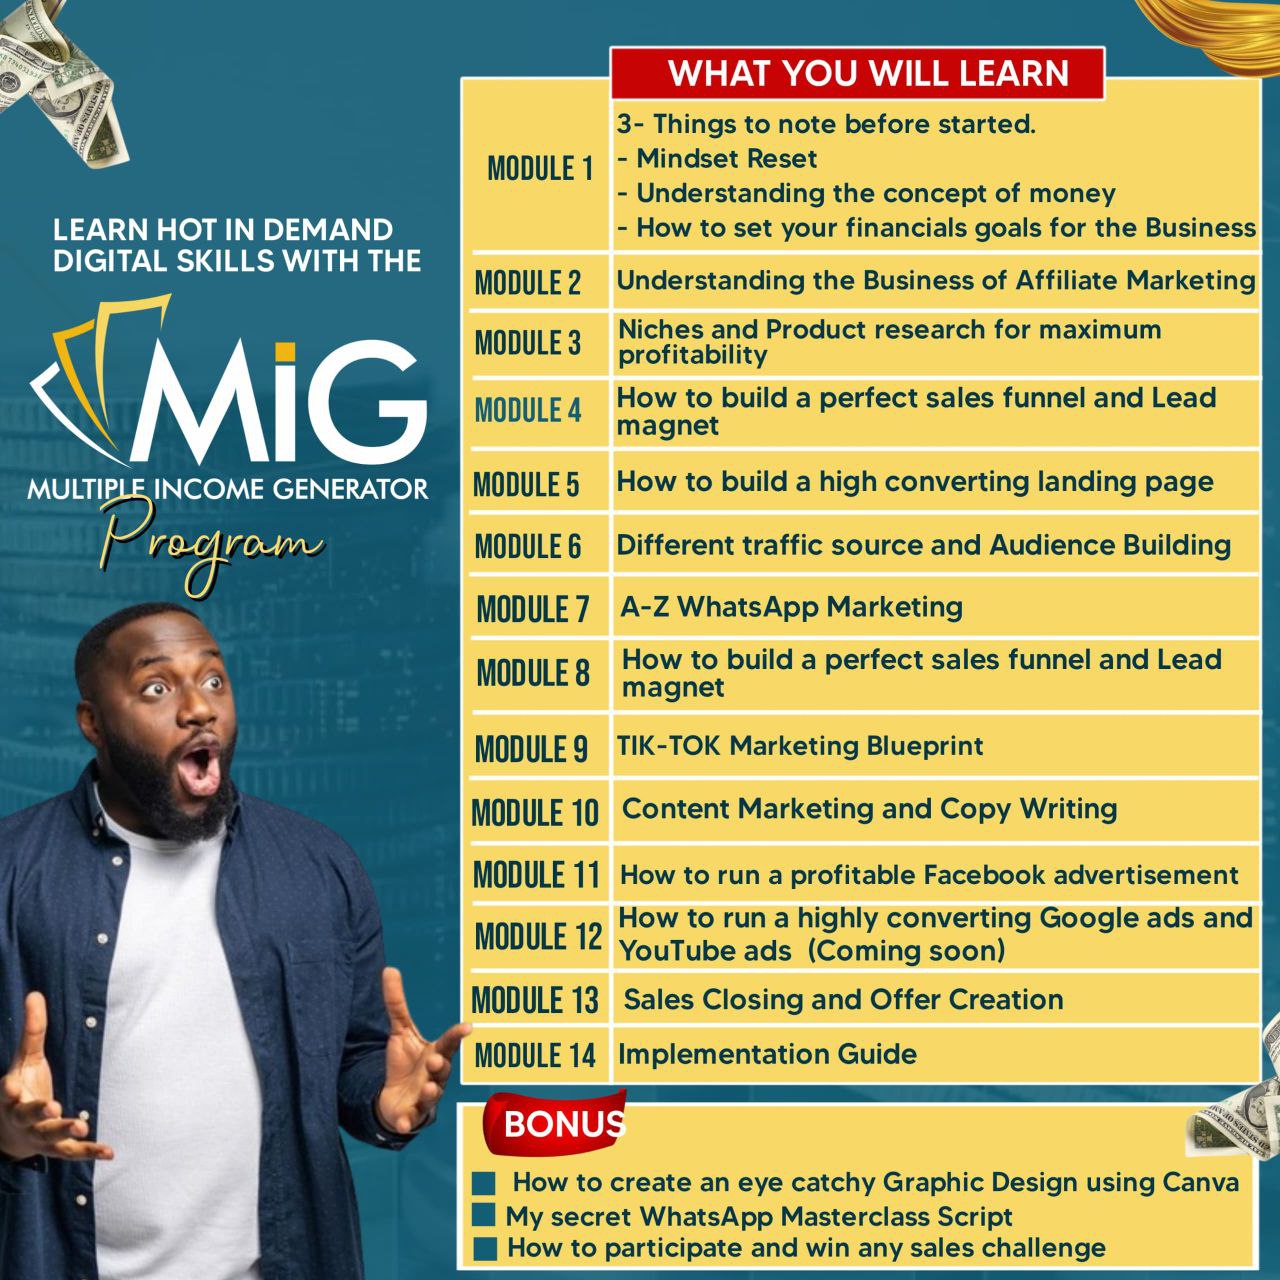 LEARN HOT IN DEMAND
DIGITAL SKILLS WITH THE
MiG
MULTIPLE INCOME GENERATOR
Program
WHAT YOU WILL LEARN
MODULE 1
3- Things to note before started.
- Mindset Reset
- Understanding the concept of money
- How to set your financials goals for the Business
MODULE 2
Understanding the Business of Affiliate Marketing
MODULE 3
Niches and Product research for maximum
profitability
MODULE 4
How to build a perfect sales funnel and Lead
magnet
MODULE 5
How to build a high converting landing page
MODULE 6
Different traffic source and Audience Building
MODULE 7
A-Z WhatsApp Marketing
MODULE 8
How to build a perfect sales funnel and Lead
magnet
MODULE 9
TIK-TOK Marketing Blueprint
MODULE 10
Content Marketing and Copy Writing
MODULE 11
How to run a profitable Facebook advertisement
MODULE 12
How to run a highly converting Google ads and
YouTube ads (Coming soon)
MODULE 13
Sales Closing and Offer Creation
MODULE 14
Implementation Guide
BONUS
How to create an eye catchy Graphic Design using Canva
My secret WhatsApp Masterclass Script
How to participate and win any sales challenge